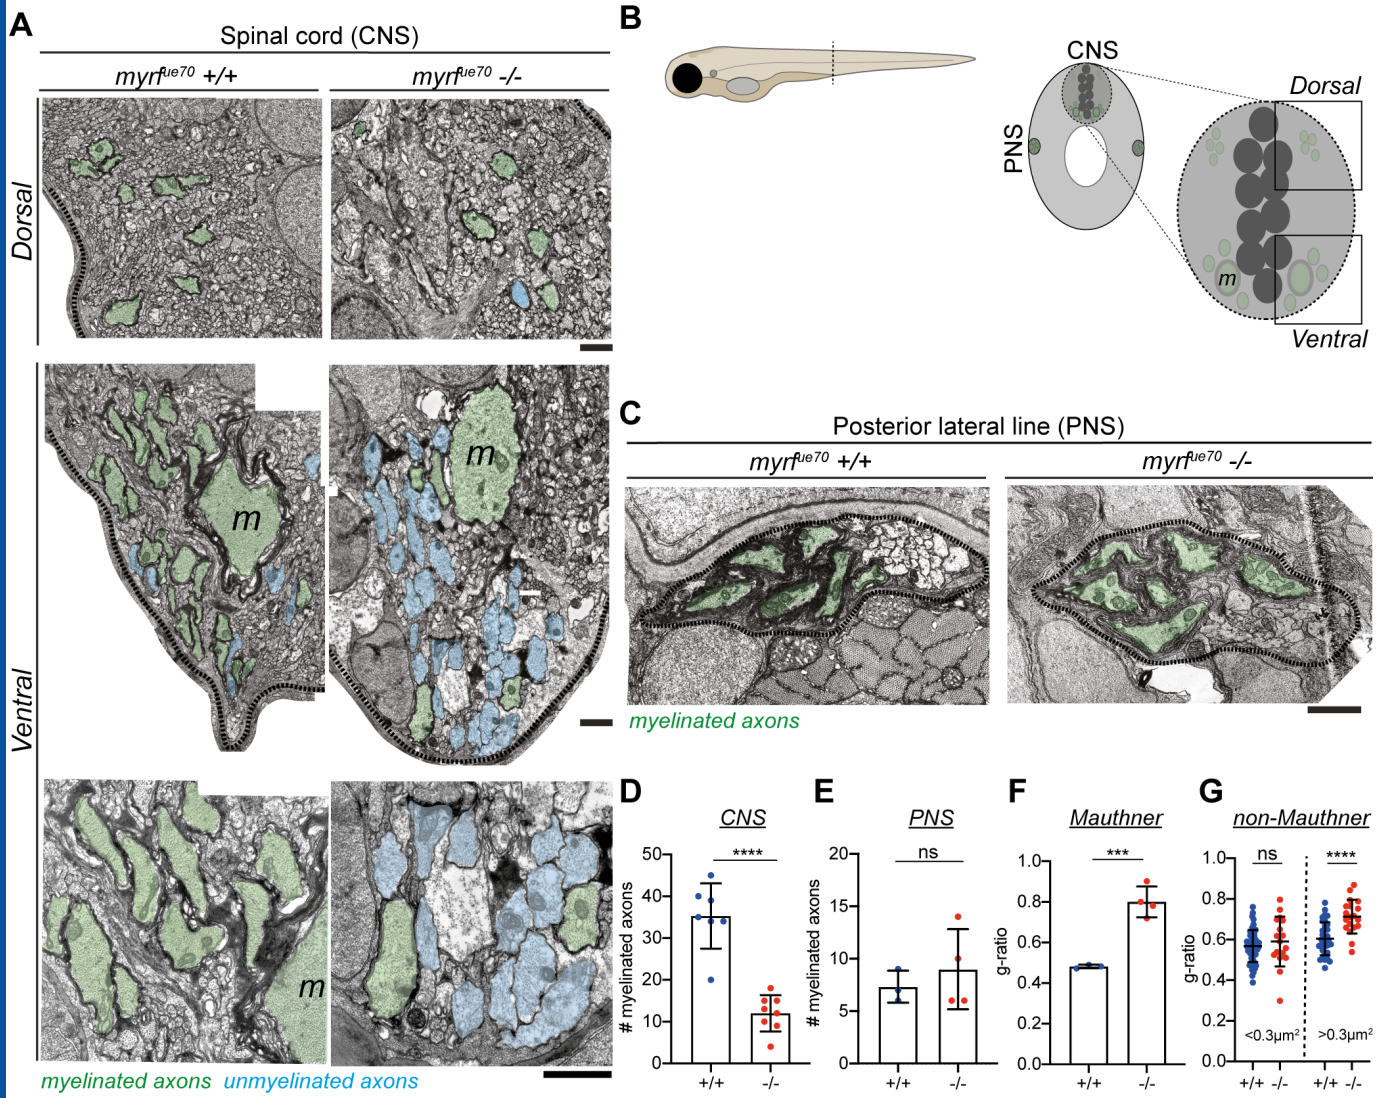 A
Spinal cord (CNS)
myrf^ue70 +/+
myrf^ue70 -/-
Dorsal
Ventral
m
m
m
myelinated axons unmyelinated axons
B
CNS
PNS
Dorsal
m
Ventral
C
Posterior lateral line (PNS)
myrf^ue70 +/+
myrf^ue70 -/-
myelinated axons
D
CNS
****
# myelinated axons
50
40
30
20
10
0
+/+ -/-
E
PNS
ns
# myelinated axons
20
15
10
5
0
+/+ -/-
F
Mauthner
***
g-ratio
1.0
0.8
0.6
0.4
0.2
0.0
+/+ -/-
G
non-Mauthner
ns ****
g-ratio
1.0
0.8
0.6
0.4
0.2
0.0
<0.3µm² >0.3µm²
+/+ -/- +/+ -/-